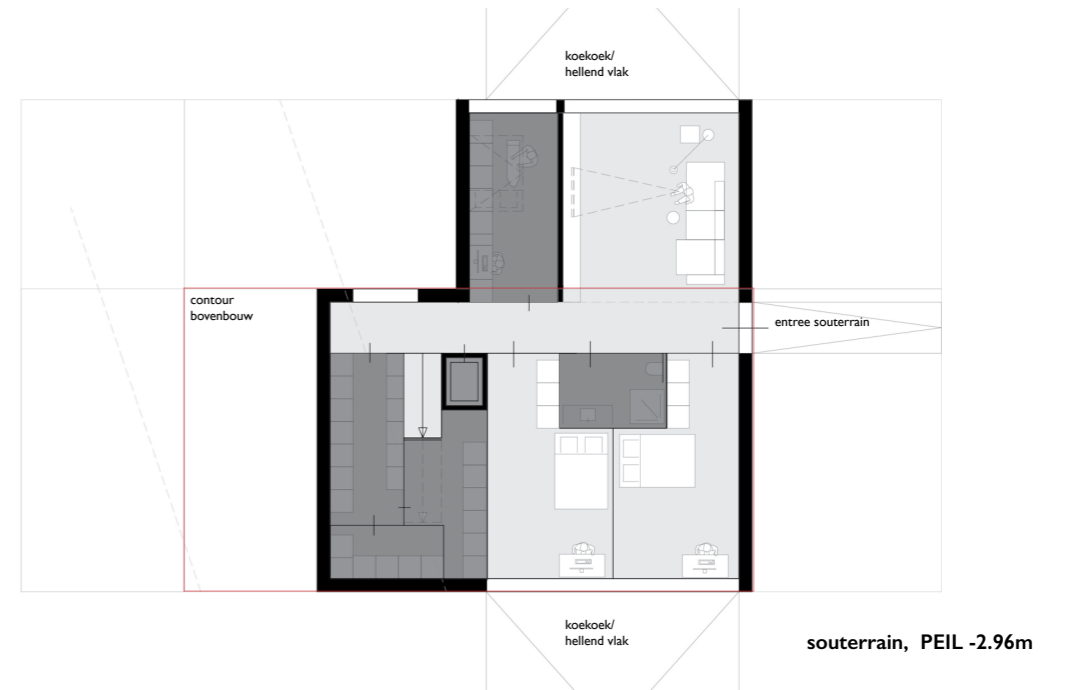 koekoek/
hellend vlak
contour
bovenbouw
entree souterrain
koekoek/
hellend vlak
souterrain, PEIL -2.96m